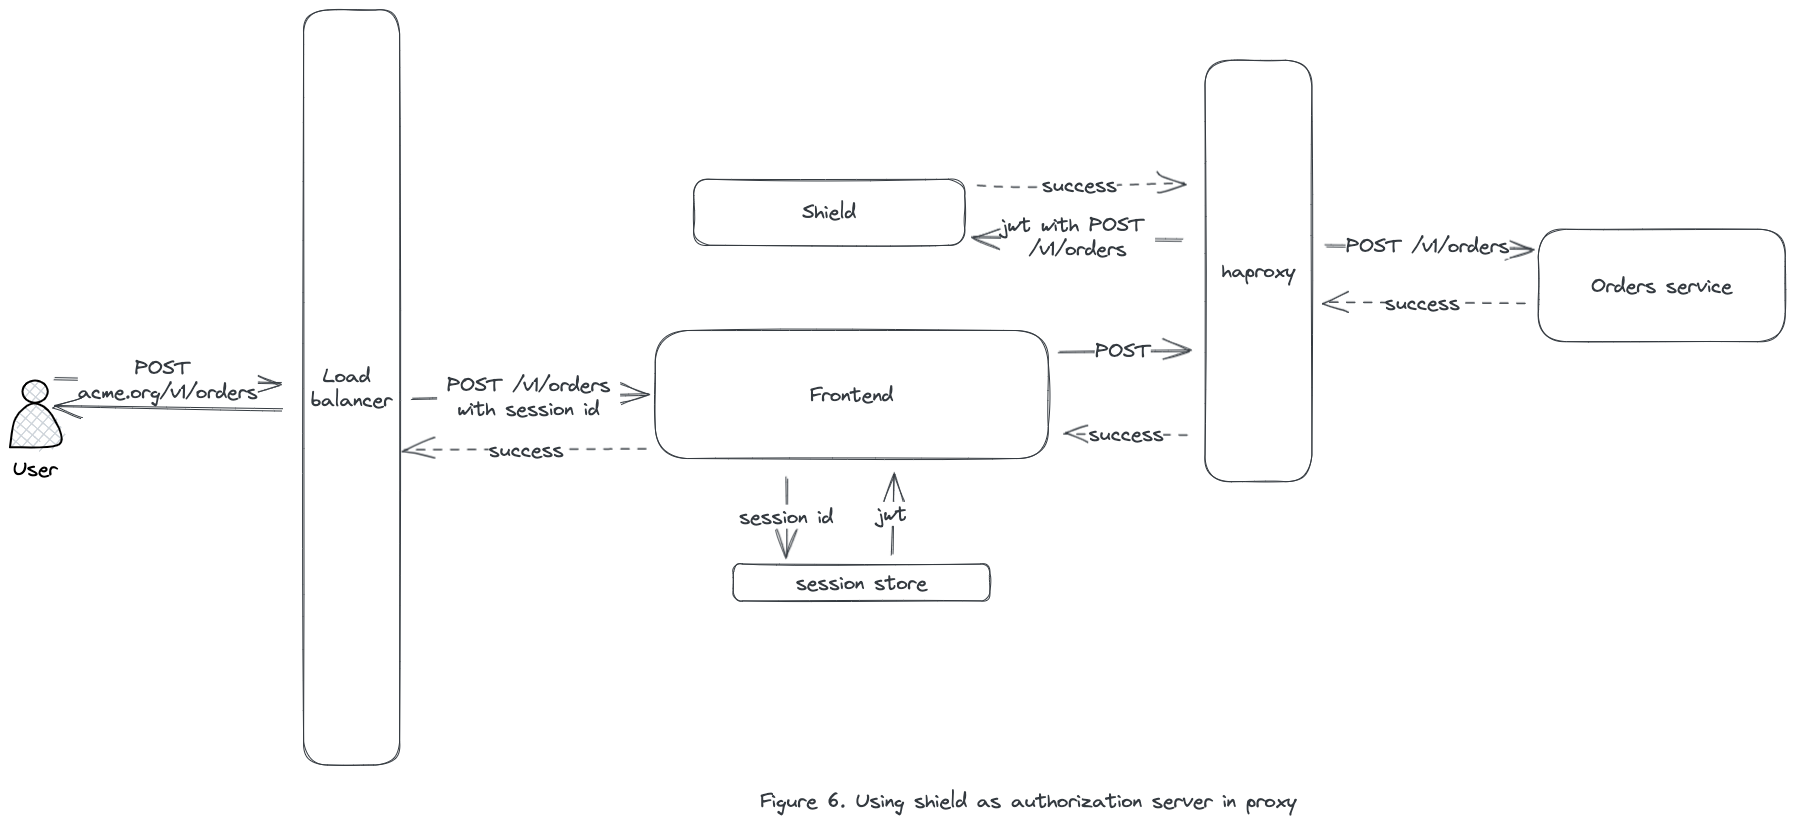 success
Shield
jwt with POST
/v1/orders
POST /v1/orders
haproxy
Orders service
success
POST
POST
acme.org/v1/orders
Load
balancer
POST /v1/orders
with session id
Frontend
success
success
User
session id
jwt
session store
Figure 6. Using shield as authorization server in proxy